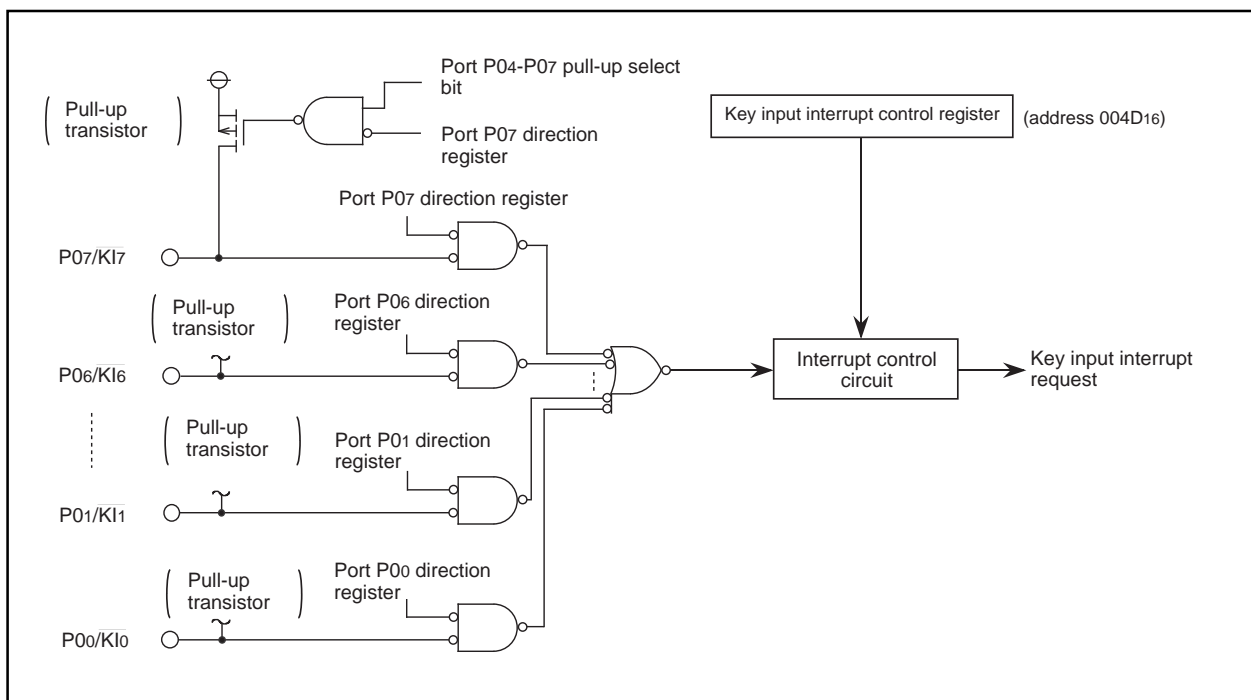 Port P04-P07 pull-up select
bit
( Pull-up
transistor )
Port P07 direction
register
Key input interrupt control register
(address 004D16)
Port P07 direction register
P07/KI7
( Pull-up
transistor )
Port P06 direction
register
P06/KI6
Interrupt control
circuit
Key input interrupt
request
( Pull-up
transistor )
Port P01 direction
register
P01/KI1
( Pull-up
transistor )
Port P00 direction
register
P00/KI0